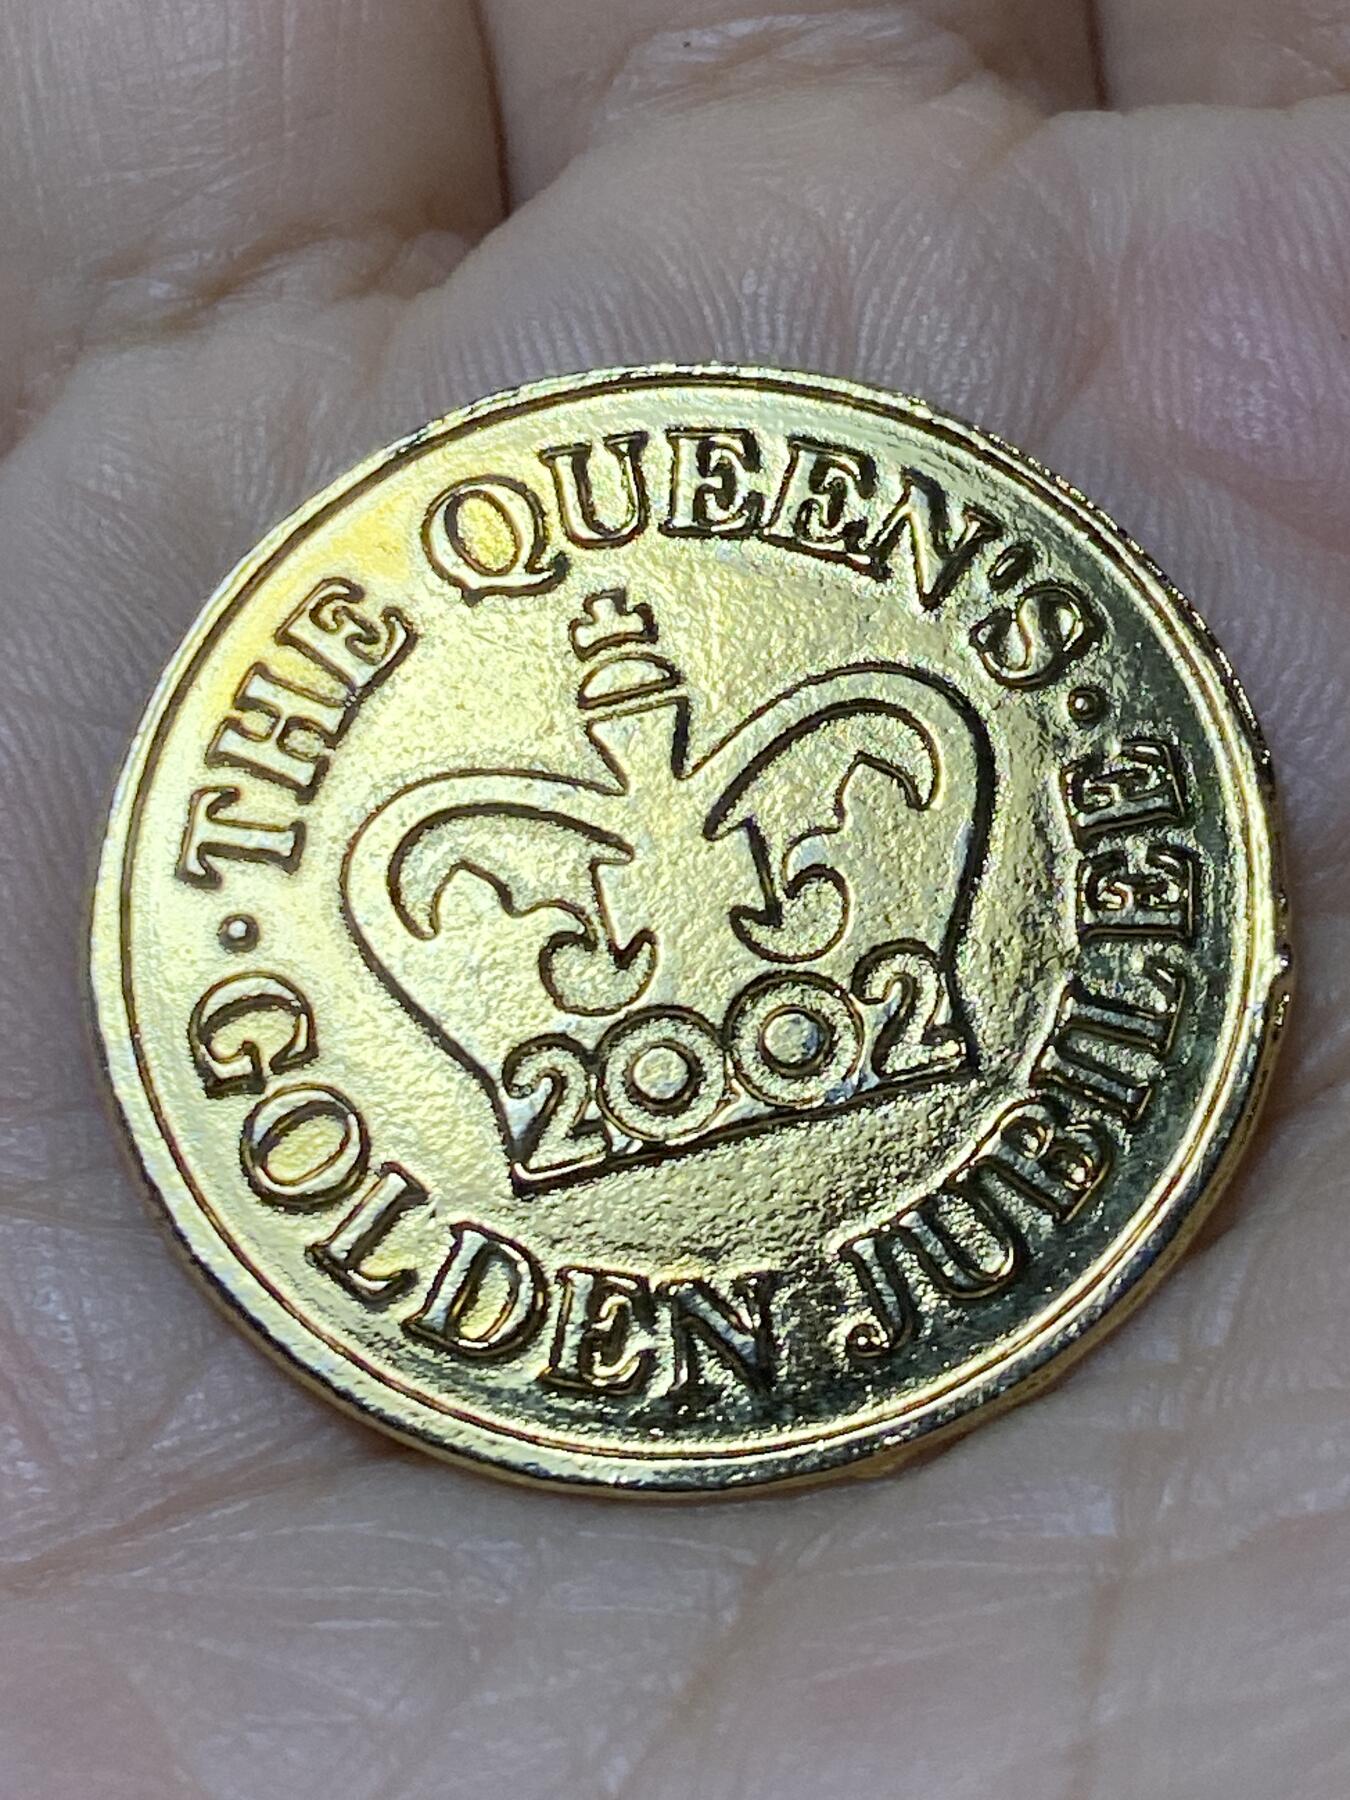 · THE QUEEN'S ·
2002
GOLDEN JUBILEE